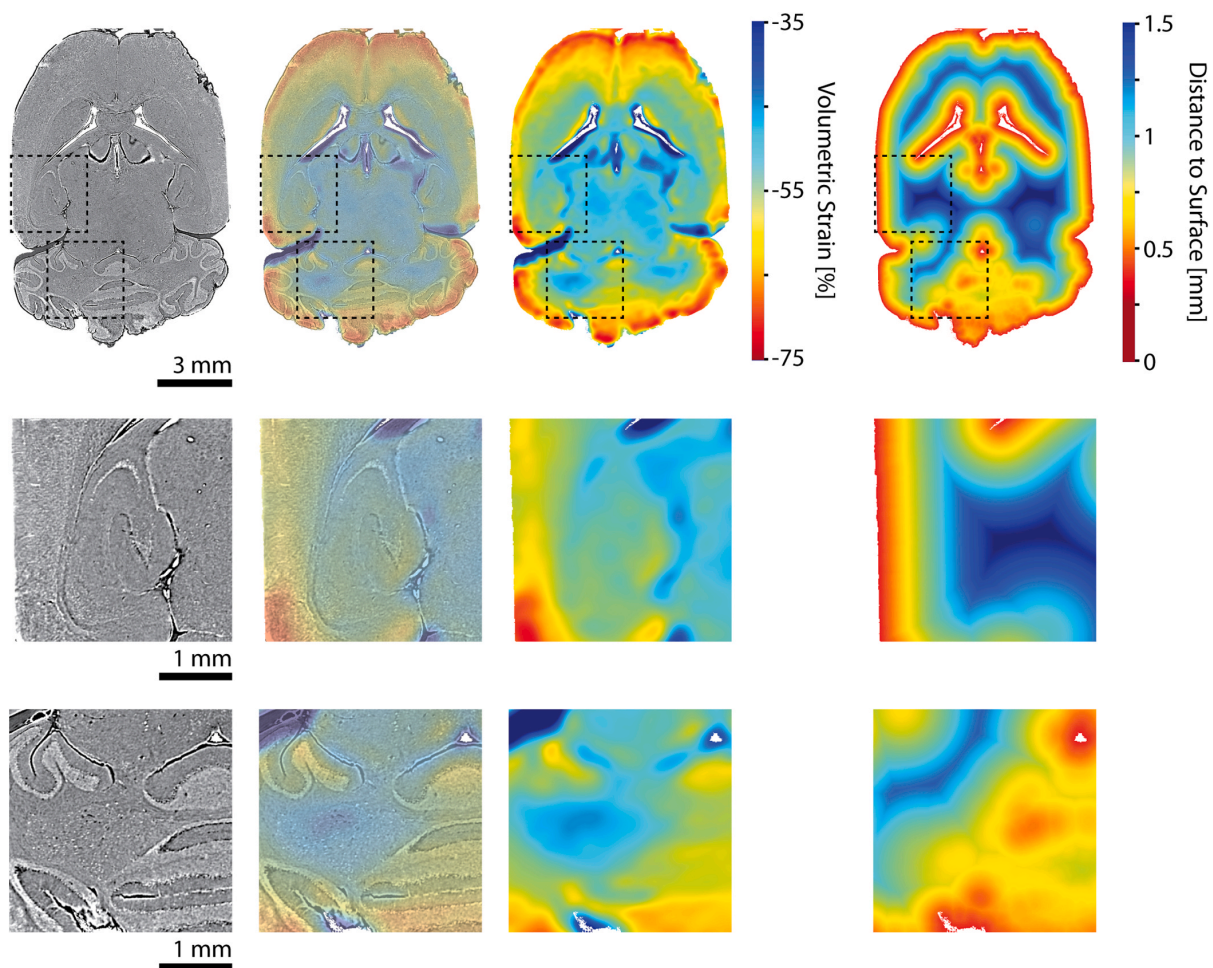 -35
-55
-75
Volumetric Strain [%]
1.5
1
0.5
0
Distance to Surface [mm]
3 mm
1 mm
1 mm